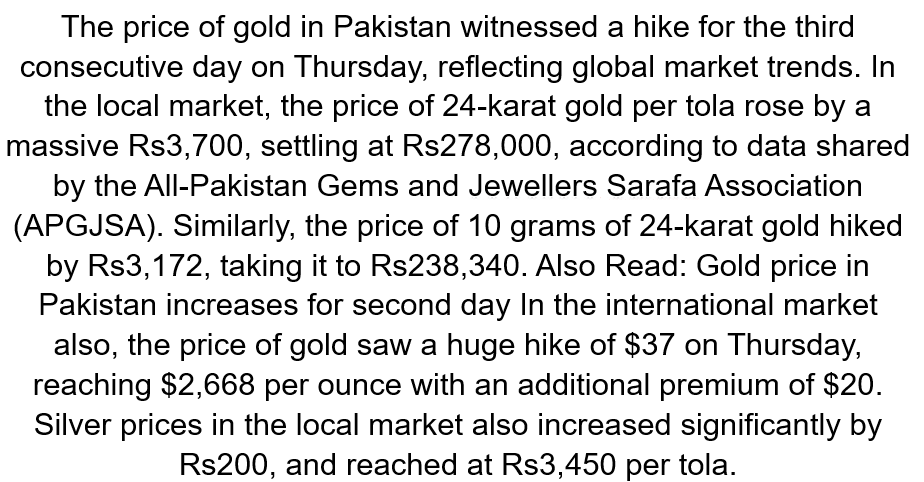 The price of gold in Pakistan witnessed a hike for the third
consecutive day on Thursday, reflecting global market trends. In
the local market, the price of 24-karat gold per tola rose by a
massive Rs3,700, settling at Rs278,000, according to data shared
by the All-Pakistan Gems and Jewellers Sarafa Association
(APGJSA). Similarly, the price of 10 grams of 24-karat gold hiked
by Rs3,172, taking it to Rs238,340. Also Read: Gold price in
Pakistan increases for second day In the international market
also, the price of gold saw a huge hike of $37 on Thursday,
reaching $2,668 per ounce with an additional premium of $20.
Silver prices in the local market also increased significantly by
Rs200, and reached at Rs3,450 per tola.